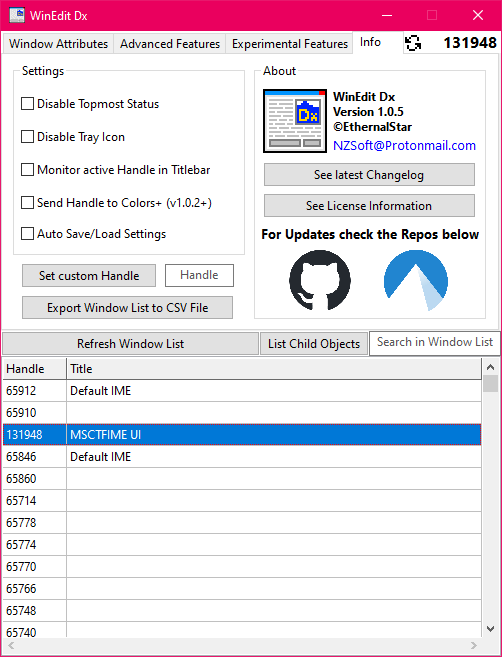 WinEdit Dx
Window Attributes Advanced Features Experimental Features Info 131948
Settings
Disable Topmost Status
Disable Tray Icon
Monitor active Handle in Titlebar
Send Handle to Colors+ (v1.0.2+)
Auto Save/Load Settings
Set custom Handle Handle
Export Window List to CSV File
About
Dx
WinEdit Dx
Version 1.0.5
©EthernalStar
NZSoft@Protonmail.com
See latest Changelog
See License Information
For Updates check the Repos below
Refresh Window List List Child Objects Search in Window List
Handle Title
65912 Default IME
65910
131948 MSCTFIME UI
65846 Default IME
65860
65714
65778
65774
65770
65766
65748
65740